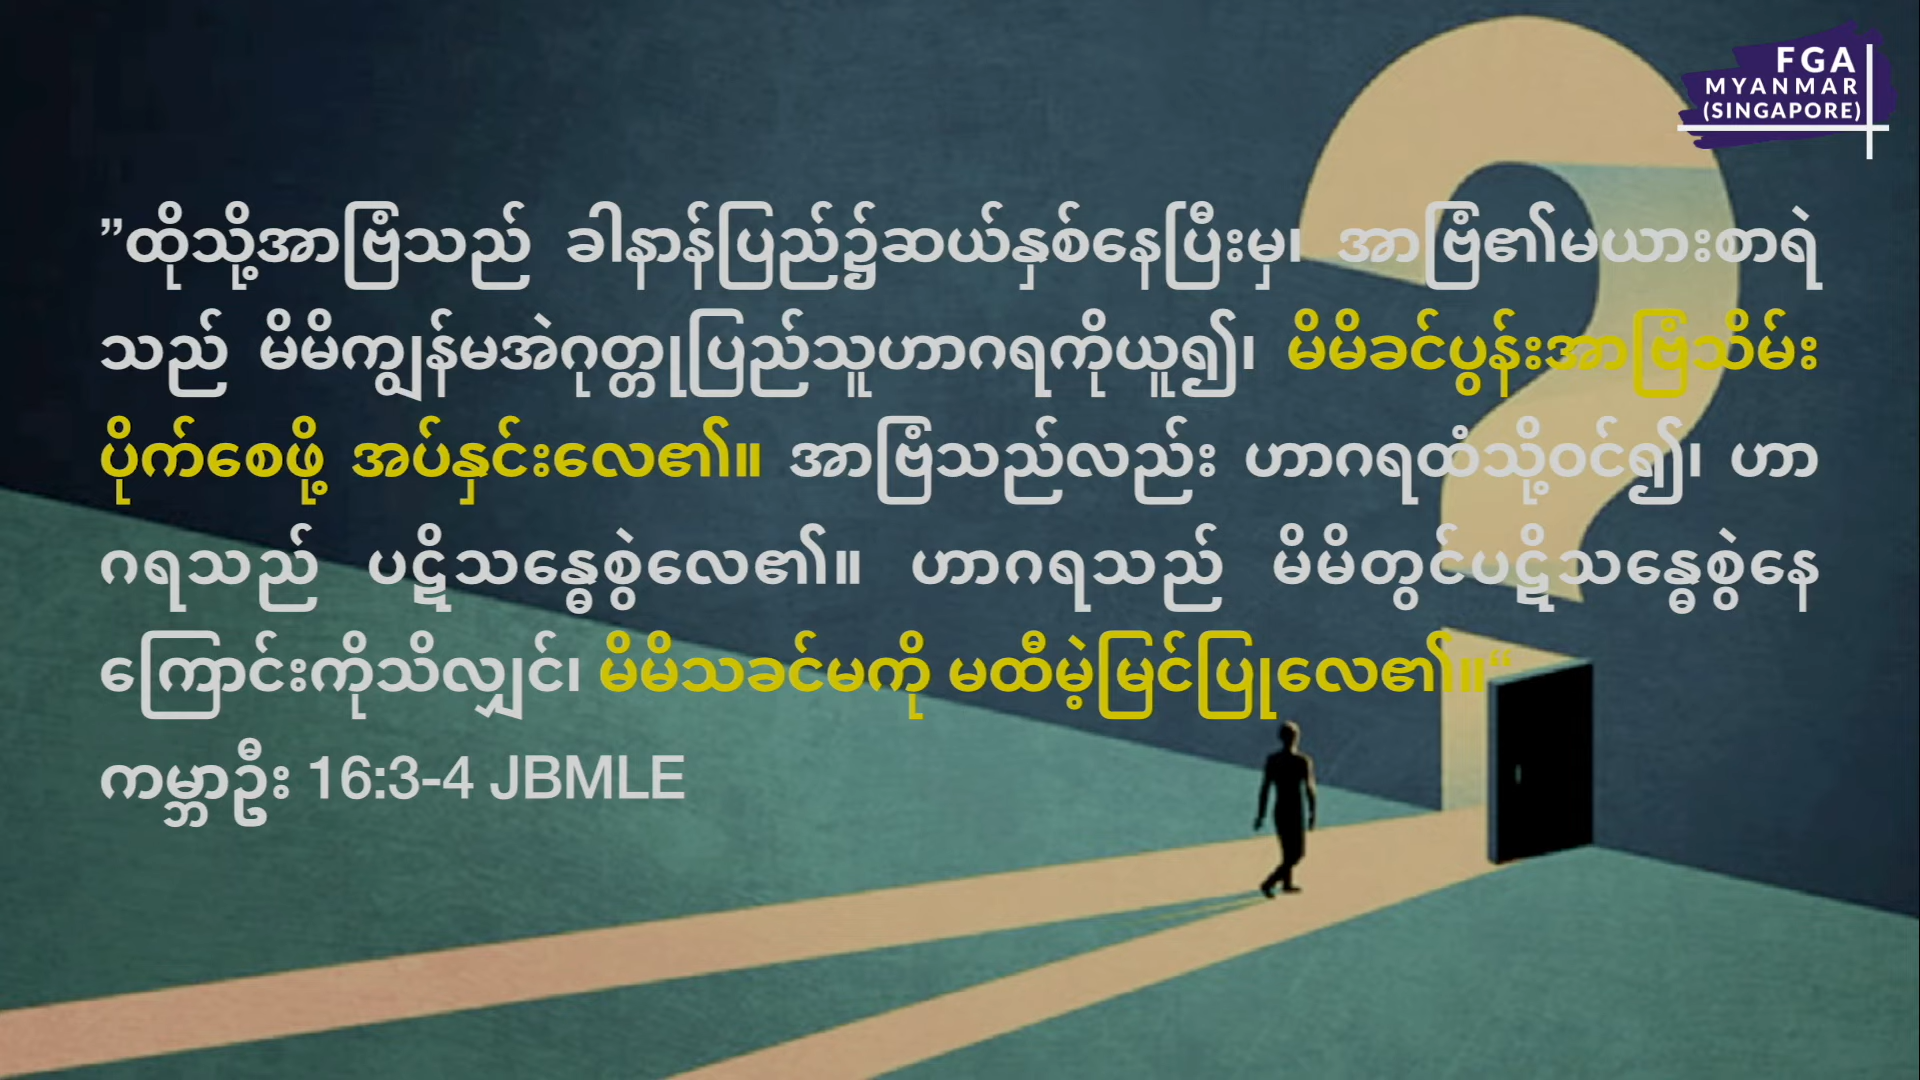 FGA
MYANMAR
(SINGAPORE)
”ထိုသို့အာဗြံသည် ခါနာန်ပြည်၌ဆယ်နှစ်နေပြီးမှ၊ အာဗြံ၏မယားစာရဲ
သည် မိမိကျွန်မအဲဂုတ္တုပြည်သူဟာဂရကိုယူ၍၊ မိမိခင်ပွန်းအာဗြံသိမ်း
ပိုက်စေဖို့ အပ်နှင်းလေ၏။ အာဗြံသည်လည်း ဟာဂရထံသို့ဝင်၍၊ ဟာ
ဂရသည် ပဋိသန္ဓေစွဲလေ၏။ ဟာဂရသည် မိမိတွင်ပဋိသန္ဓေစွဲနေ
ကြောင်းကိုသိလျှင်၊ မိမိသခင်မကို မထီမဲ့မြင်ပြုလေ၏။“
ကမ္ဘာဦး 16:3-4 JBMLE